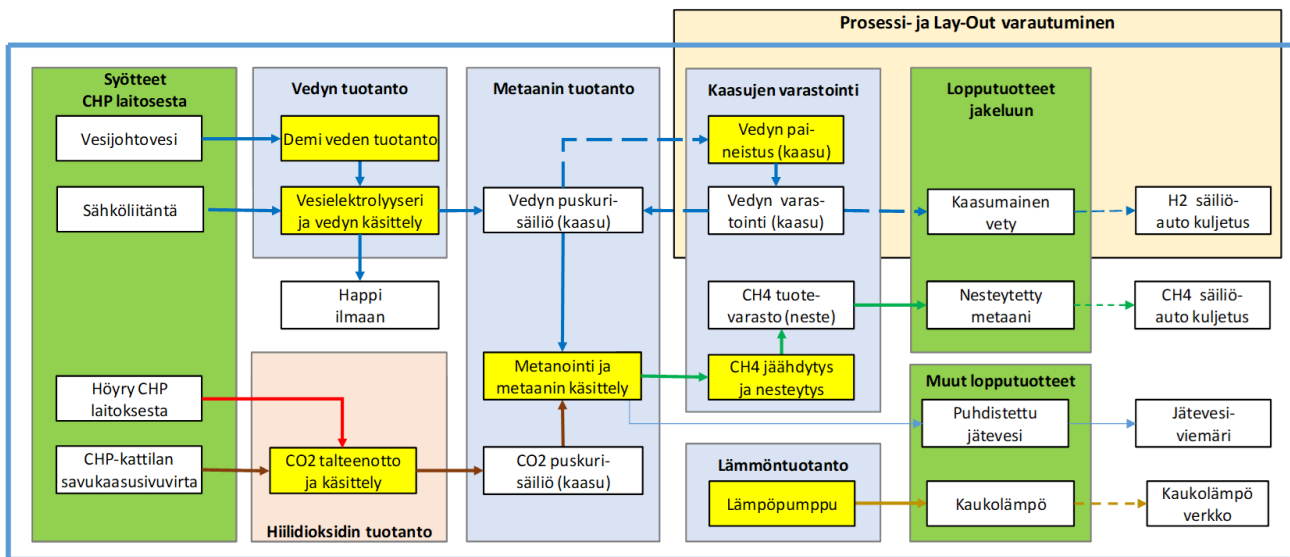 Prosessi- ja Lay-Out varautuminen
Syötteet
CHP laitosesta
Vesijohtovesi
Sähköliitäntä
Höyry CHP
laitoksesta
CHP-kattilan
savukaasusivuvirta
Vedyn tuotanto
Demi veden tuotanto
Vesielektrolyyseri
ja vedyn käsittely
Happi
ilmaan
CO2 talteenotto
ja käsittely
Hiilidioksidin tuotanto
Metaanin tuotanto
Vedyn puskuri-
säiliö (kaasu)
Metanointi ja
metaanin käsittely
CO2 puskuri-
säiliö (kaasu)
Kaasujen varastointi
Vedyn pai-
neistus (kaasu)
Vedyn varas-
tointi (kaasu)
CH4 tuote-
varasto (neste)
CH4 jäähdytys
ja nesteytys
Lämmöntuotanto
Lämpöpumppu
Lopputuotteet
jakeluun
Kaasumainen
vety
Nesteytetty
metaani
Muut lopputuotteet
Puhdistettu
jätevesi
Kaukolämpö
H2 säiliö-
auto kuljetus
CH4 säiliö-
auto kuljetus
Jätevesi-
viemäri
Kaukolämpö
verkko